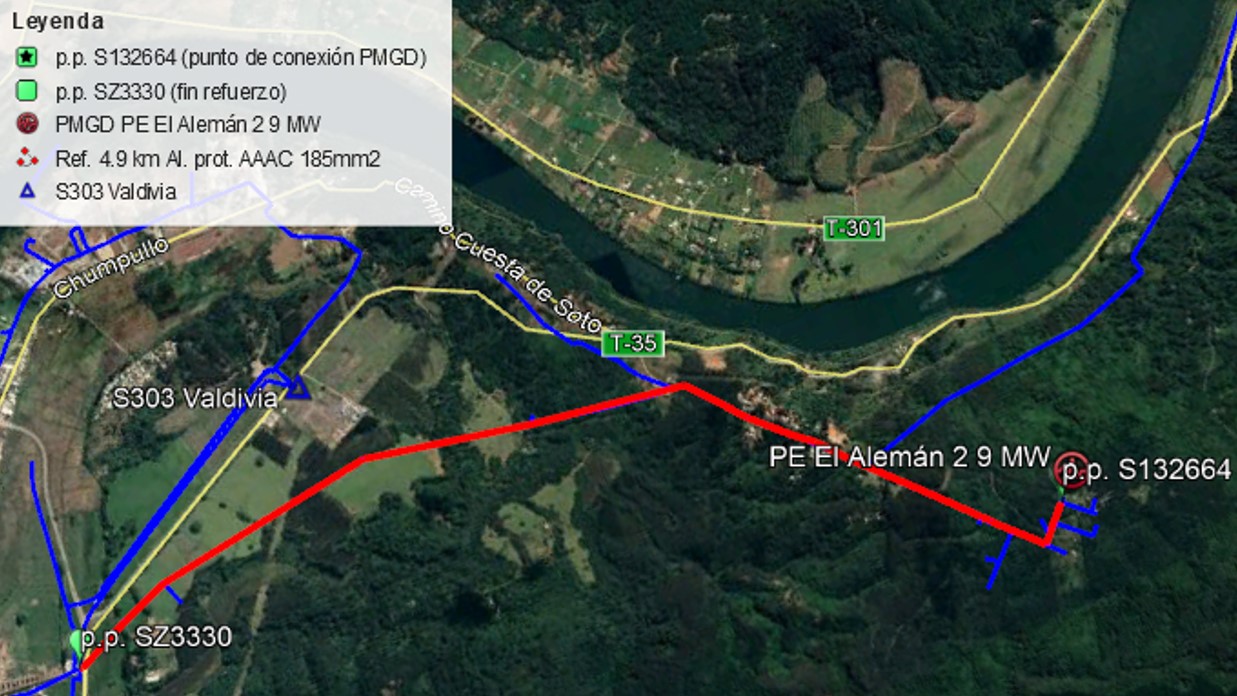 Leyenda
p.p. S132664 (punto de conexión PMGD)
p.p. SZ3330 (fin refuerzo)
PMGD PE El Alemán 2 9 MW
Ref. 4.9 km Al. prot. AAAC 185mm2
S303 Valdivia
Camino Cuesta de Soto
T-301
Chumpullo
T-35
S303 Valdivia
PE El Alemán 2 9 MW
p.p. S132664
p.p. SZ3330